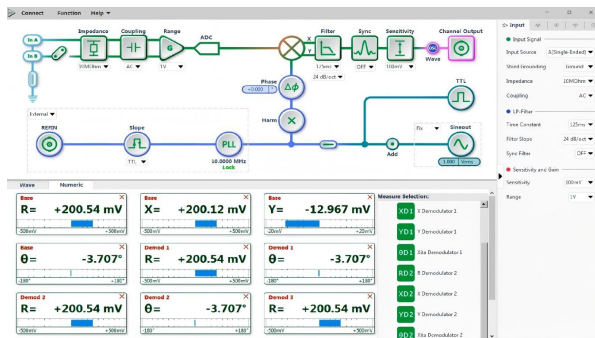 Connect Function Help
Input
Impedance Coupling Range ADC Filter Sync Sensitivity Channel Output
In A
In B
X
Y
G
Wave
10MOhm AC 1V 125ms OFF 100mV
24 dB/oct
Phase
+0.000 °
Δϕ
TTL
Harm
X
Internal
REFIN Slope
PLL
TTL
10.0000 MHz
Lock
Add
Fix
Sineout
1.000 Vrms
Input Signal
Input Source A(Single-Ended)
Shield Grounding Ground
Impedance 10MOhm
Coupling AC
LP-Filter
Time Constant 125ms
Filter Slope 24 dB/oct
Sync Filter OFF
Sensitivity and Gain
Sensitivity 100mV
Range 1V
Wave Numeric
Base
R= +200.54 mV
-500mV +500mV
Base
X= +200.12 mV
-500mV +500mV
Base
Y= -12.967 mV
-20mV +20mV
Base
θ= -3.707°
-180° +180°
Demod 1
R= +200.54 mV
-500mV +500mV
Demod 1
θ= -3.707°
-180° +180°
Demod 2
R= +200.54 mV
-500mV +500mV
Demod 2
θ= -3.707°
-180° +180°
Demod 3
R= +200.54 mV
-500mV +500mV
Measure Selection:
XD1 X Demodulator 1
YD1 Y Demodulator 1
θD1 Xita Demodulator 1
RD2 R Demodulator 2
XD2 X Demodulator 2
YD2 Y Demodulator 2
θD2 Xita Demodulator 2